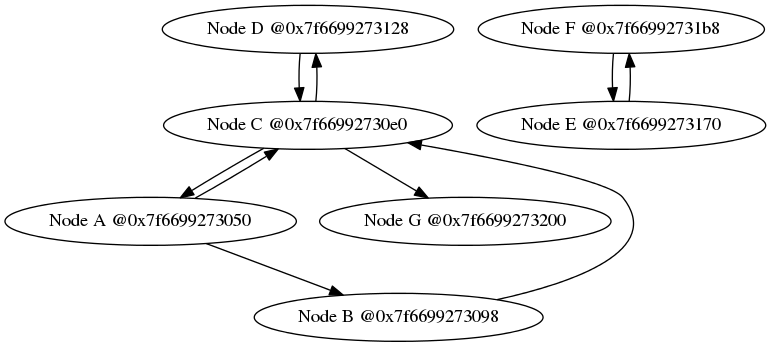 Node D @0x7f6699273128
Node F @0x7f66992731b8
Node C @0x7f66992730e0
Node E @0x7f6699273170
Node A @0x7f6699273050
Node G @0x7f6699273200
Node B @0x7f6699273098